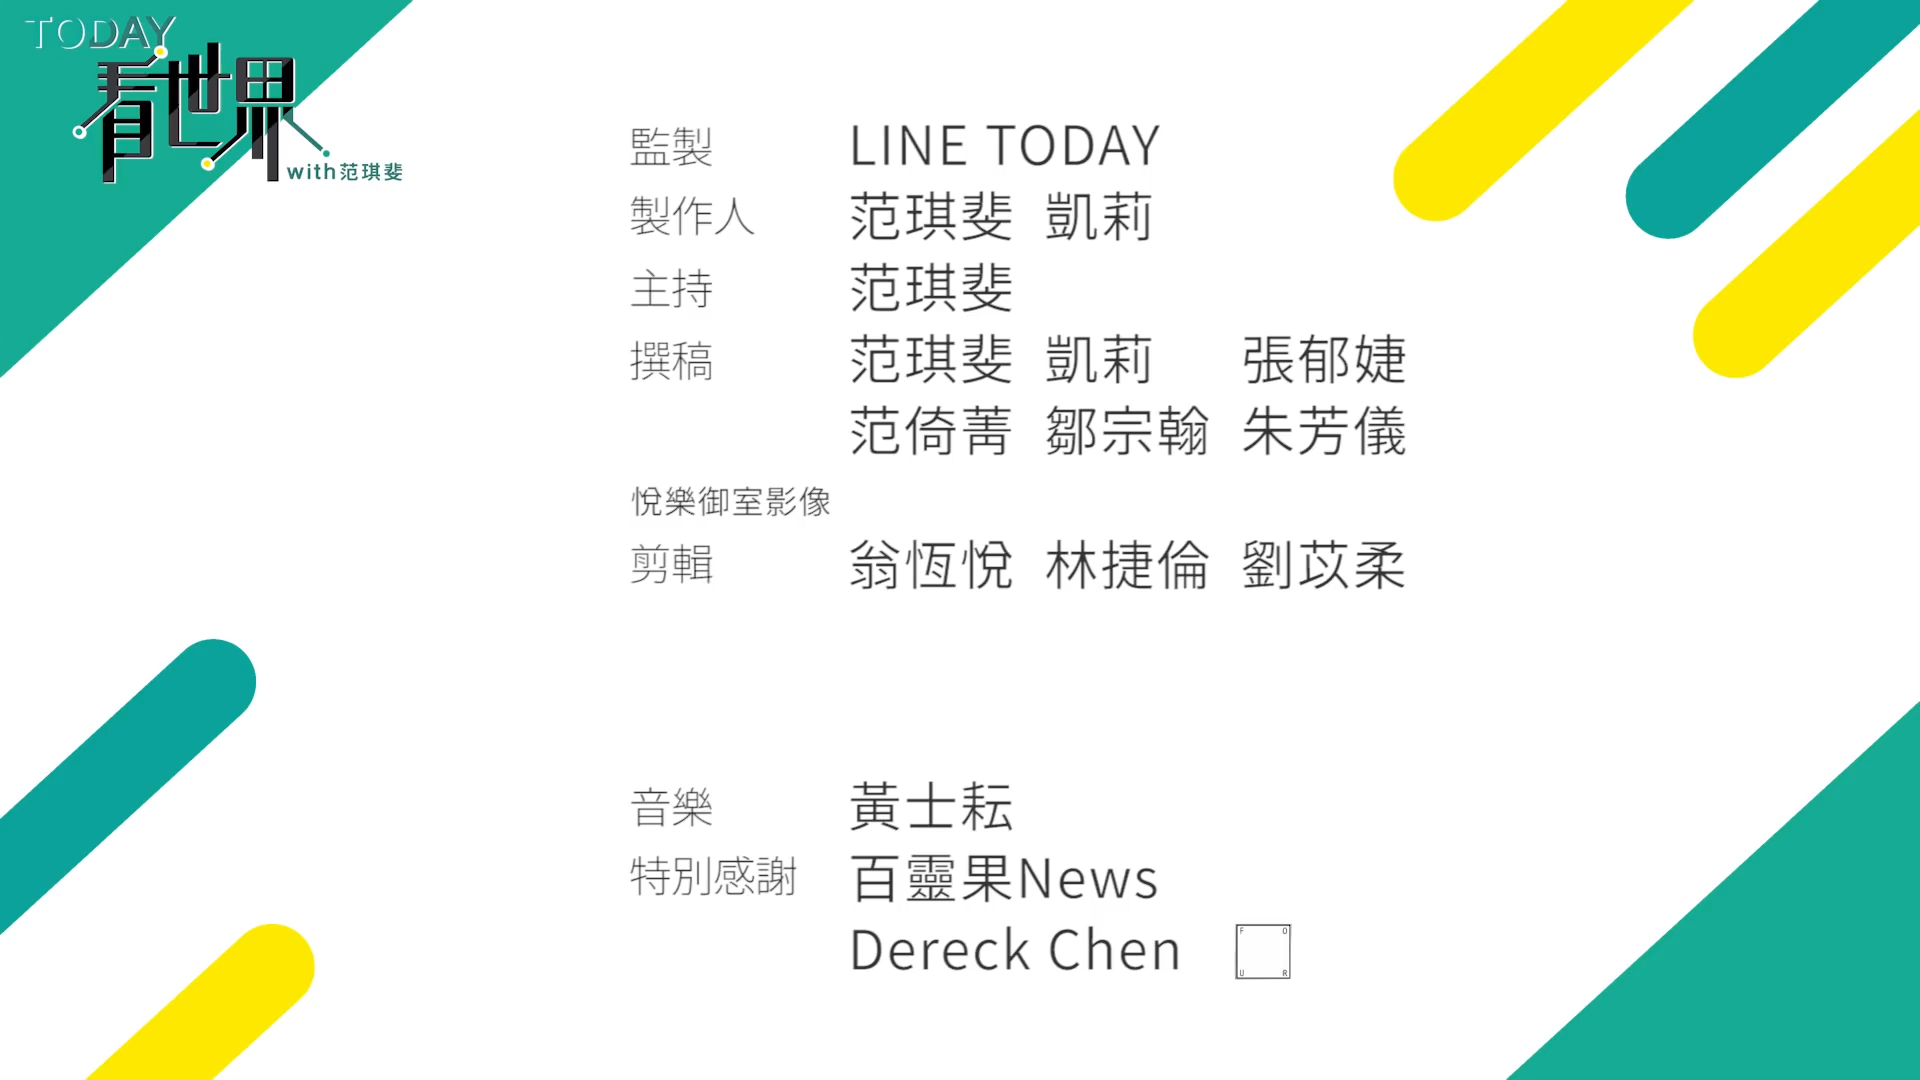 TODAY
看世界
with范琪斐
監製 LINE TODAY
製作人 范琪斐 凱莉
主持 范琪斐
撰稿 范琪斐 凱莉 張郁婕
范倚菁 鄒宗翰 朱芳儀
悅樂御室影像
剪輯 翁恆悅 林捷倫 劉苡柔
音樂 黃士耘
特別感謝 百靈果News
Dereck Chen
F O
U R